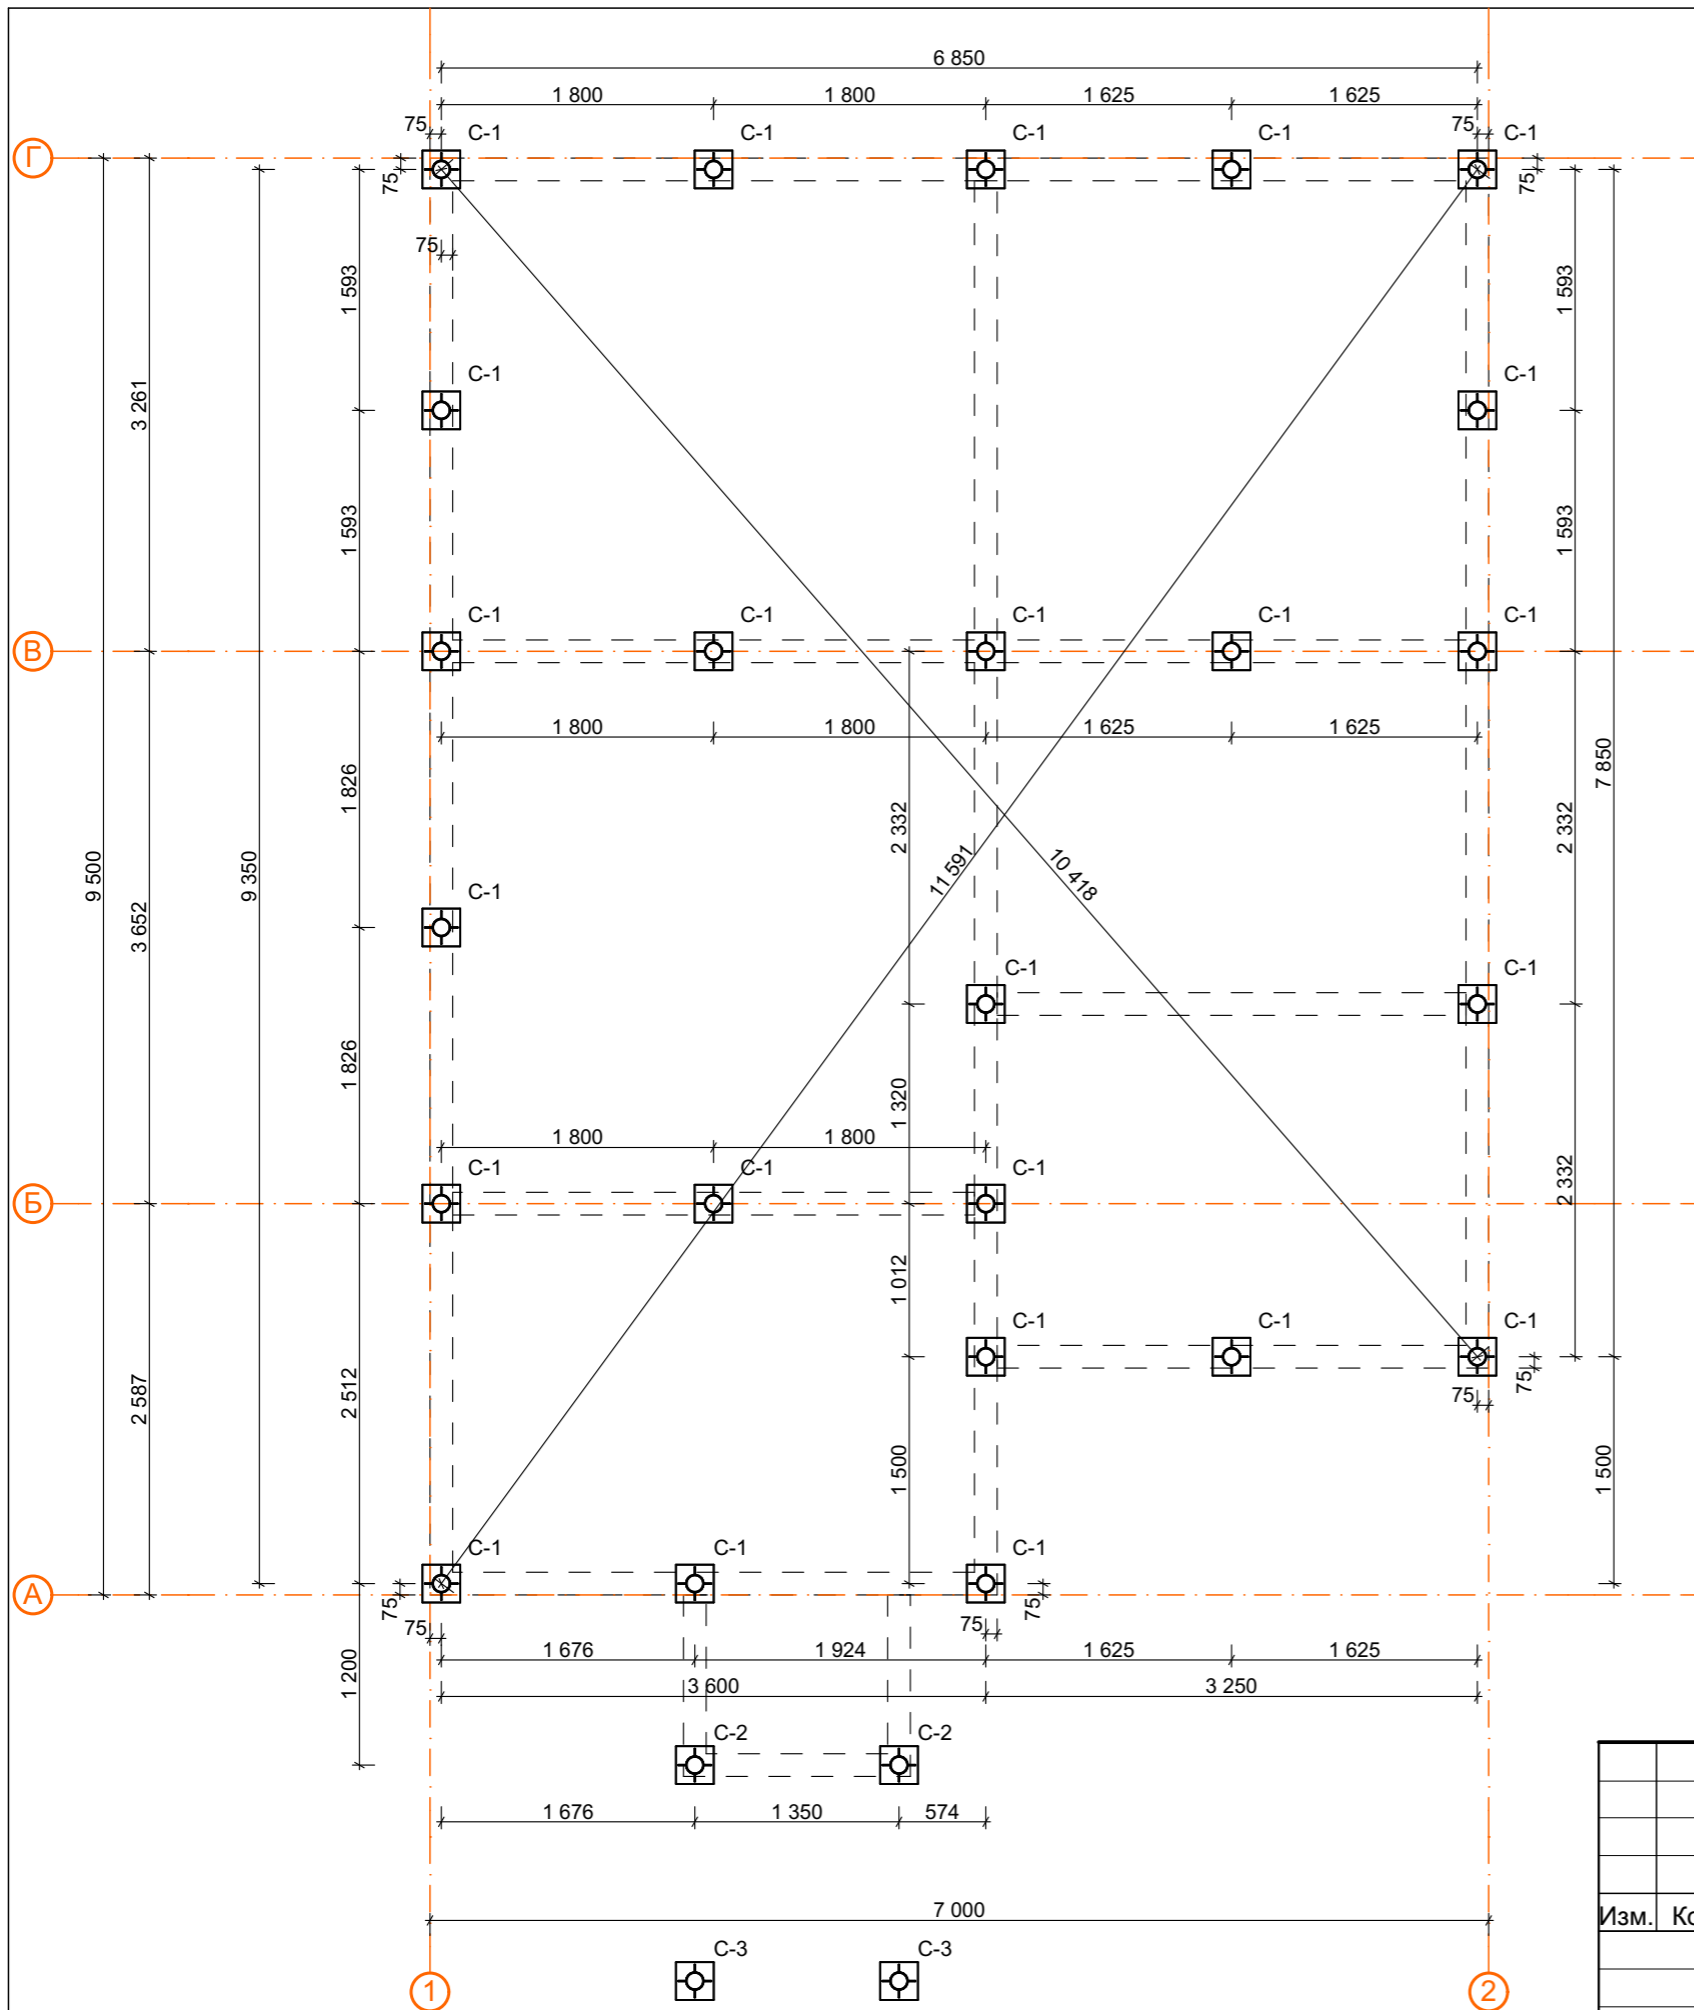 6 850
1 800 1 800 1 625 1 625
75 С-1 С-1 С-1 С-1 75 С-1
Г
75 75
75
1 593 1 593
3 261
С-1 С-1
1 593 1 593
С-1 С-1 С-1 С-1 С-1
В
1 800 1 800 1 625 1 625
7 850
1 826 2 332 2 332
9 500 9 350 11 591 10 418
3 652
С-1
С-1 С-1
1 826 1 320
1 800 1 800
С-1 С-1 С-1
2 332
Б
1 012
С-1 С-1 С-1
2 587 2 512
75
75
1 500 1 500
С-1 С-1 С-1
А
75 75
75 75
1 676 1 924 1 625 1 625
1 200
3 600 3 250
С-2 С-2
1 676 1 350 574
7 000
Изм. Ко
С-3 С-3
1 2